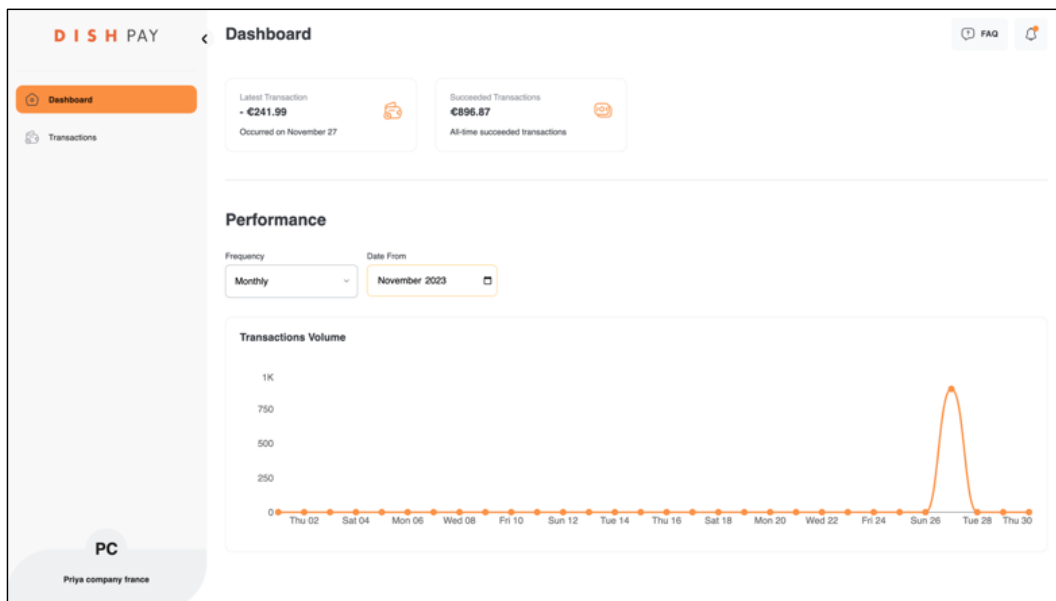 DISH PAY
Dashboard
FAQ
Dashboard
Transactions
Latest Transaction
- €241.99
Occurred on November 27
Succeeded Transactions
€896.87
All-time succeeded transactions
Performance
Frequency
Date From
Monthly
November 2023
Transactions Volume
1K
750
500
250
0
Thu 02 Sat 04 Mon 06 Wed 08 Fri 10 Sun 12 Tue 14 Thu 16 Sat 18 Mon 20 Wed 22 Fri 24 Sun 26 Tue 28 Thu 30
PC
Priya company france